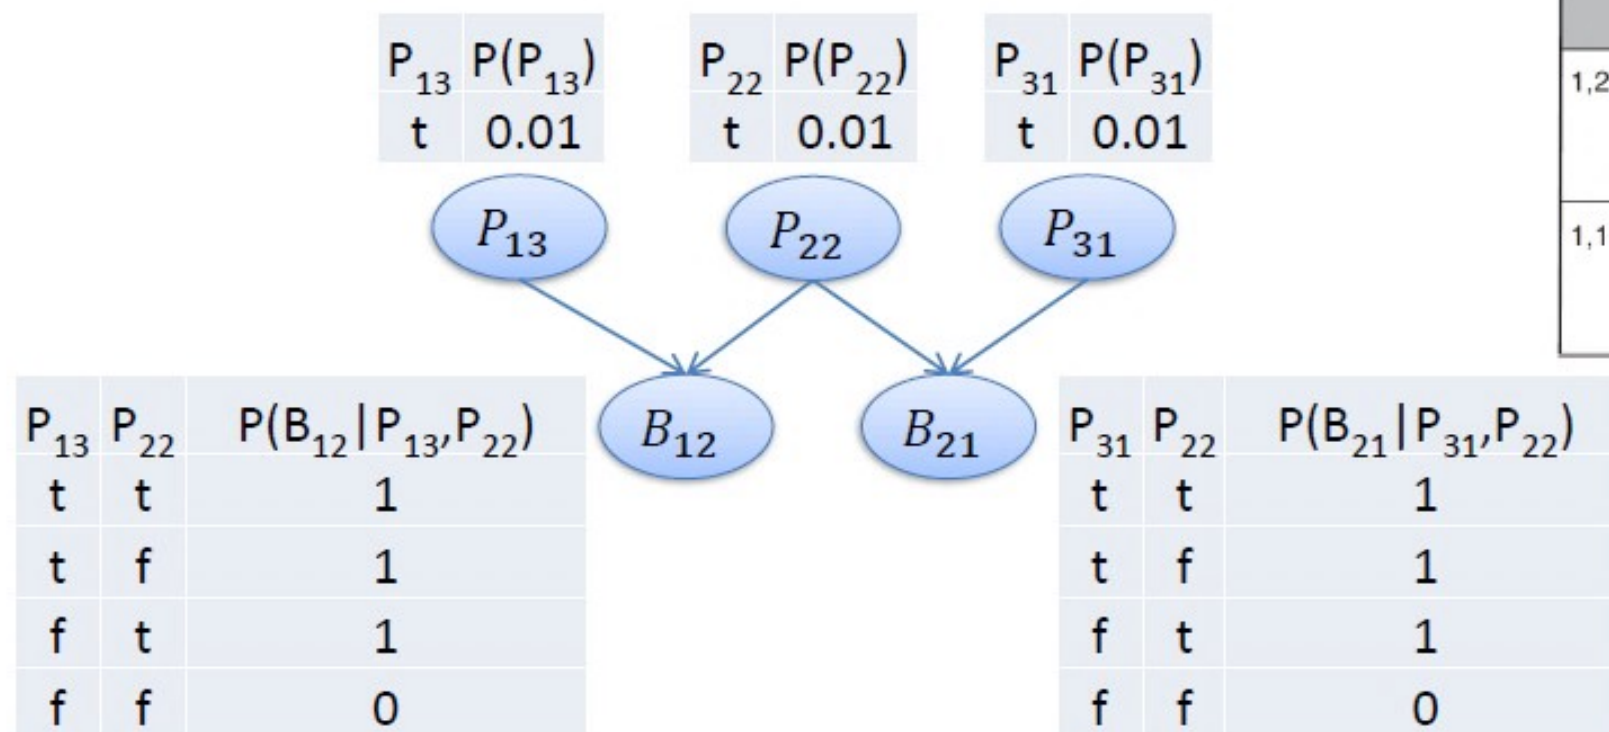 P₁₃ P(P₁₃) P₂₂ P(P₂₂) P₃₁ P(P₃₁)
t 0.01 t 0.01 t 0.01
1,2
P₁₃ P₂₂ P₃₁
1,1
P₁₃ P₂₂ P(B₁₂|P₁₃,P₂₂)
t t 1
t f 1
f t 1
f f 0
B₁₂ B₂₁
P₃₁ P₂₂ P(B₂₁|P₃₁,P₂₂)
t t 1
t f 1
f t 1
f f 0